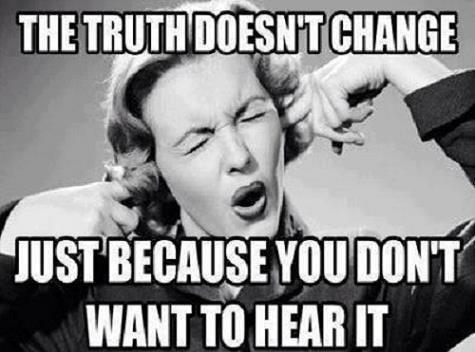 THE TRUTH DOESN'T CHANGE
JUST BECAUSE YOU DON'T
WANT TO HEAR IT